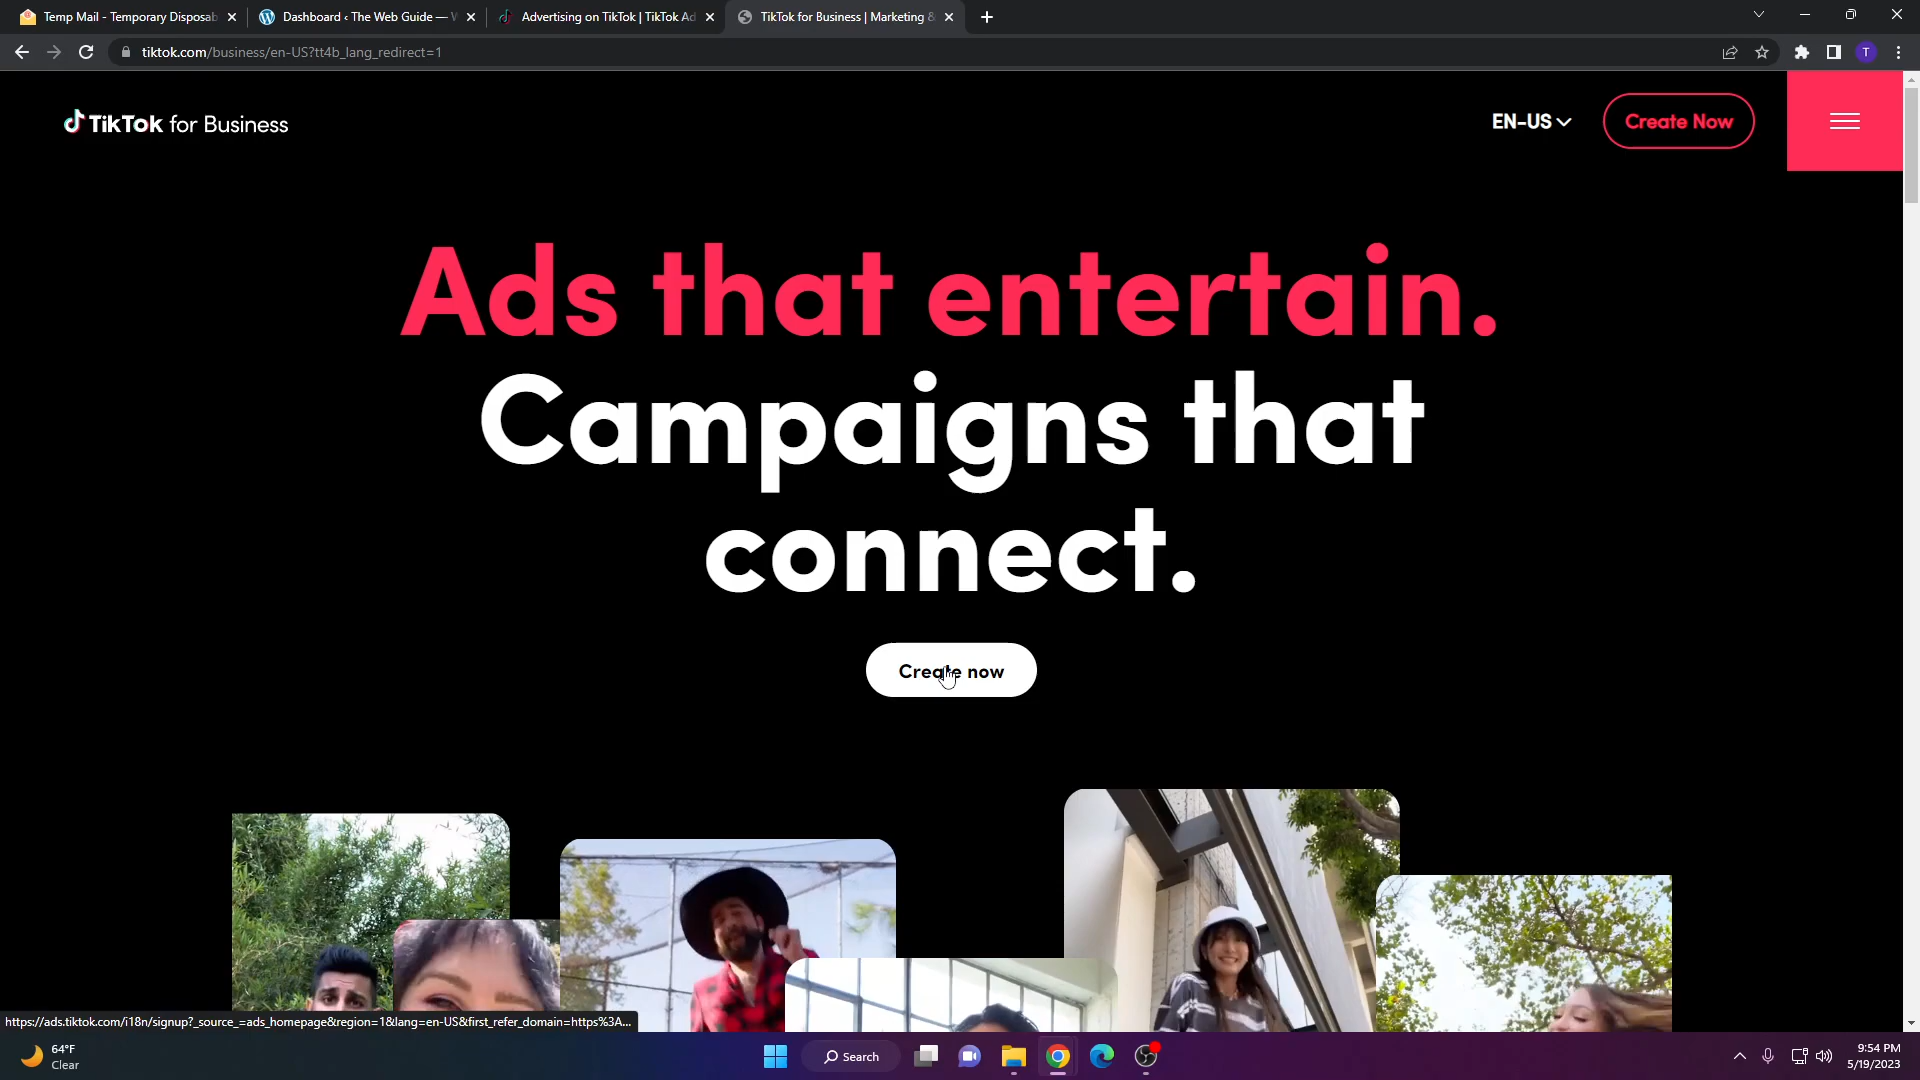 Temp Mail - Temporary Disposab
Dashboard ‹ The Web Guide — W
Advertising on TikTok | TikTok Ad
TikTok for Business | Marketing &
tiktok.com/business/en-US?tt4b_lang_redirect=1
T
TikTok for Business
EN-US
Create Now
Ads that entertain.
Campaigns that
connect.
Create now
https://ads.tiktok.com/i18n/signup?_source_=ads_homepage&region=1&lang=en-US&first_refer_domain=https%3A...
64°F
Clear
Search
9:54 PM
5/19/2023